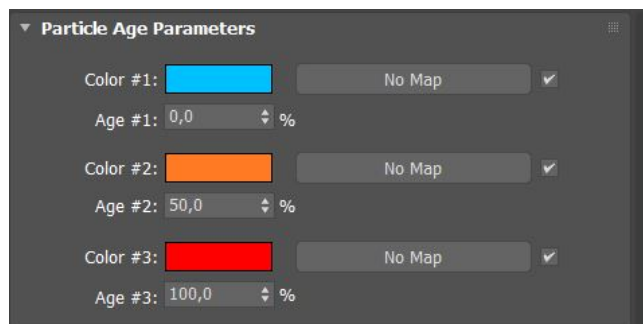 Particle Age Parameters
Color #1: No Map
Age #1: 0,0 %
Color #2: No Map
Age #2: 50,0 %
Color #3: No Map
Age #3: 100,0 %